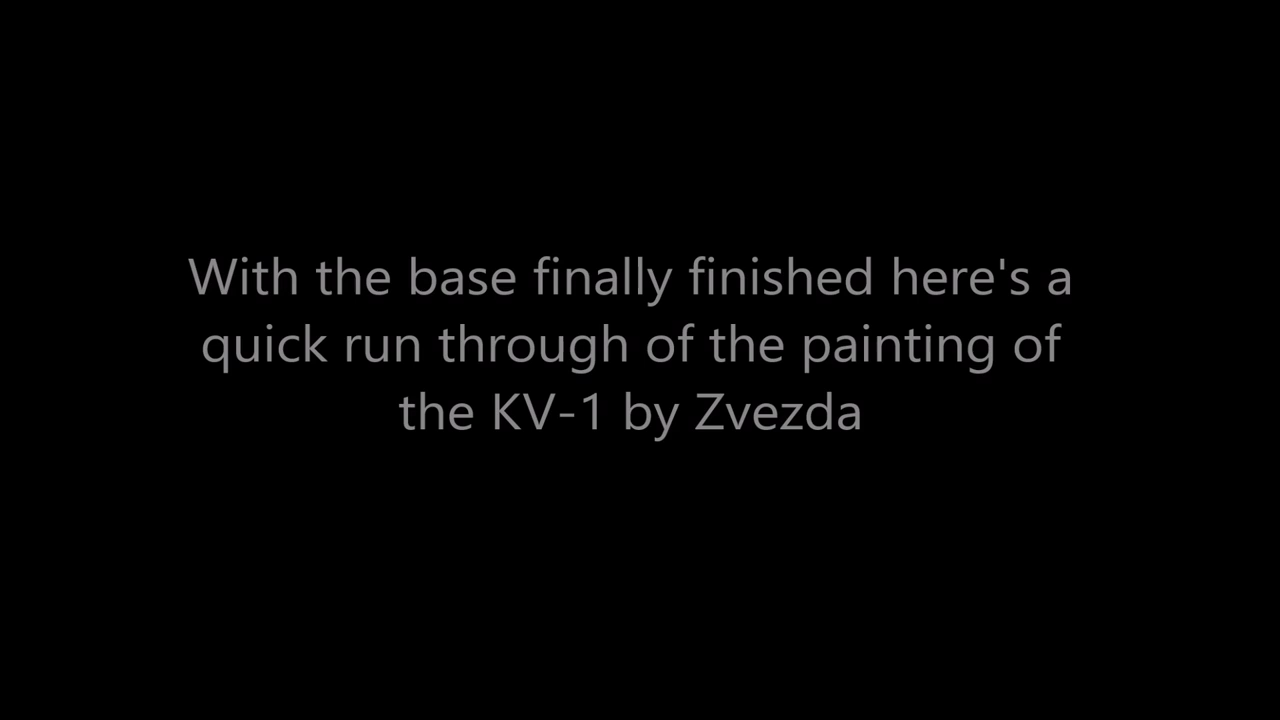 With the base finally finished here's a
quick run through of the painting of
the KV-1 by Zvezda